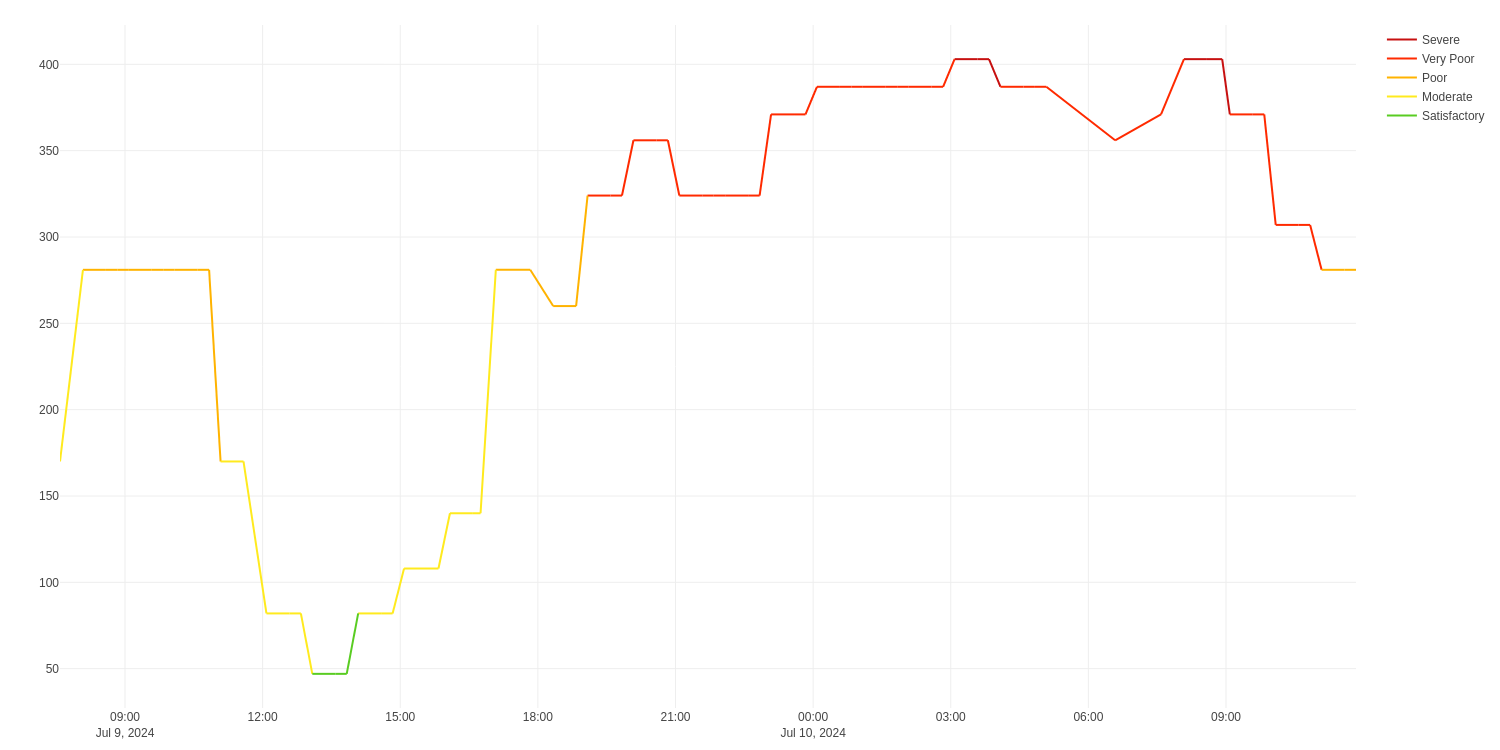 400
350
300
250
200
150
100
50
09:00
12:00
15:00
18:00
21:00
00:00
03:00
06:00
09:00
Jul 9, 2024
Jul 10, 2024
Severe
Very Poor
Poor
Moderate
Satisfactory